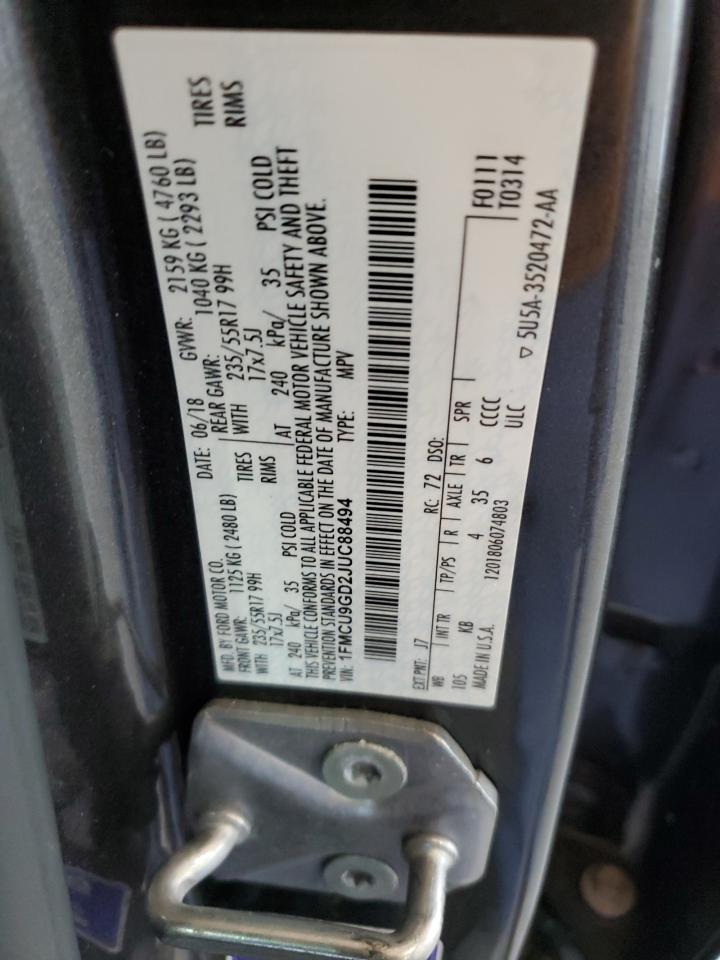 MFD. BY FORD MOTOR CO.
DATE: 06/18 GVWR: 2159 KG ( 4760 LB)
FRONT GAWR: 1125 KG ( 2480 LB) REAR GAWR: 1040 KG ( 2293 LB)
WITH 235/55R17 99H TIRES WITH 235/55R17 99H TIRES
17x7.5J RIMS 17x7.5J RIMS
AT 240 kPa/ 35 PSI COLD AT 240 kPa/ 35 PSI COLD
THIS VEHICLE CONFORMS TO ALL APPLICABLE FEDERAL MOTOR VEHICLE SAFETY AND THEFT
PREVENTION STANDARDS IN EFFECT ON THE DATE OF MANUFACTURE SHOWN ABOVE.
VIN: 1FMCU9GD2JUC88494 TYPE: MPV
EXT PNT: J7 RC: 72 DSO: F0111
T0314
WB INT TR TP/PS R AXLE TR SPR
105 KB 4 35 6 CCCC
MADE IN U.S.A. 1201806074803 ULC
▽ 5U5A-3520472-AA